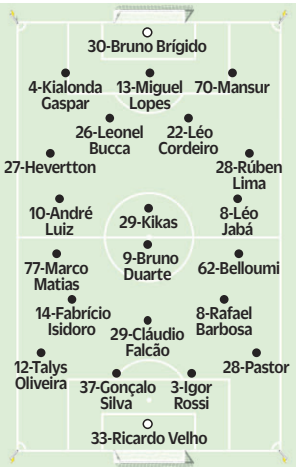 30-Bruno Brígido
4-Kialonda
Gaspar
13-Miguel
Lopes
70-Mansur
26-Leonel
Bucca
22-Léo
Cordeiro
27-Hevertton
28-Rúben
Lima
10-André
Luiz
29-Kikas
8-Léo
Jabá
77-Marco
Matias
9-Bruno
Duarte
62-Belloumi
14-Fabrício
Isidoro
29-Cláudio
Falcão
8-Rafael
Barbosa
12-Talys
Oliveira
37-Gonçalo
Silva
3-Igor
Rossi
28-Pastor
33-Ricardo Velho